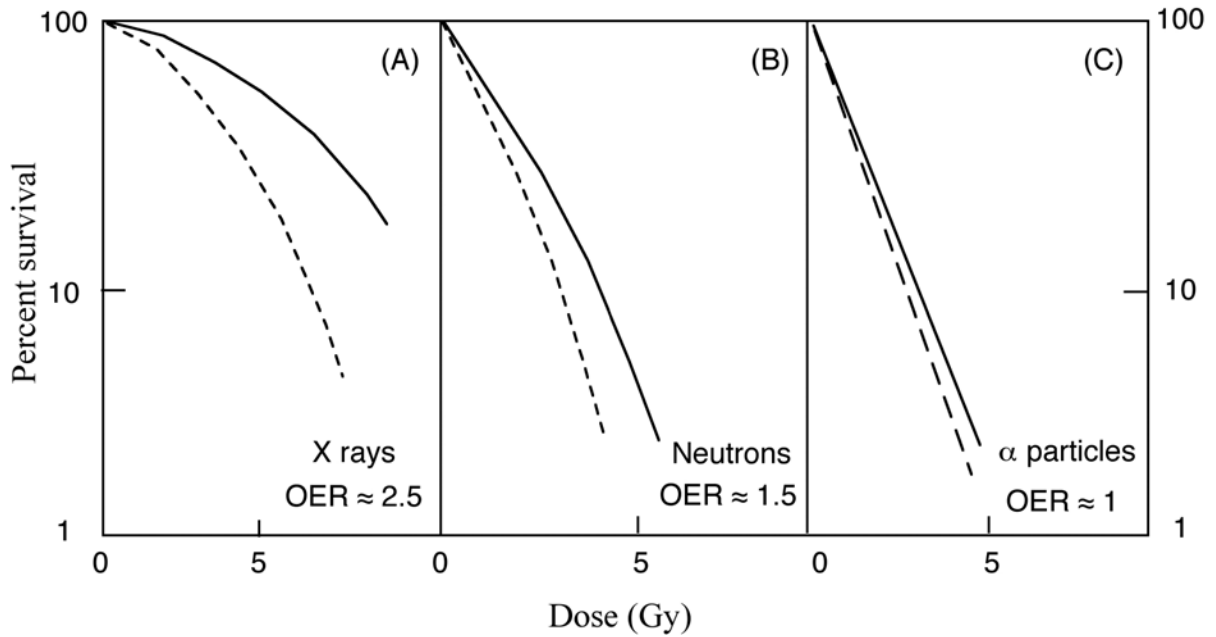 100
(A)
(B)
(C)
100
Percent survival
10
10
X rays
OER ≈ 2.5
Neutrons
OER ≈ 1.5
α particles
OER ≈ 1
1
1
0
5
0
5
0
5
Dose (Gy)